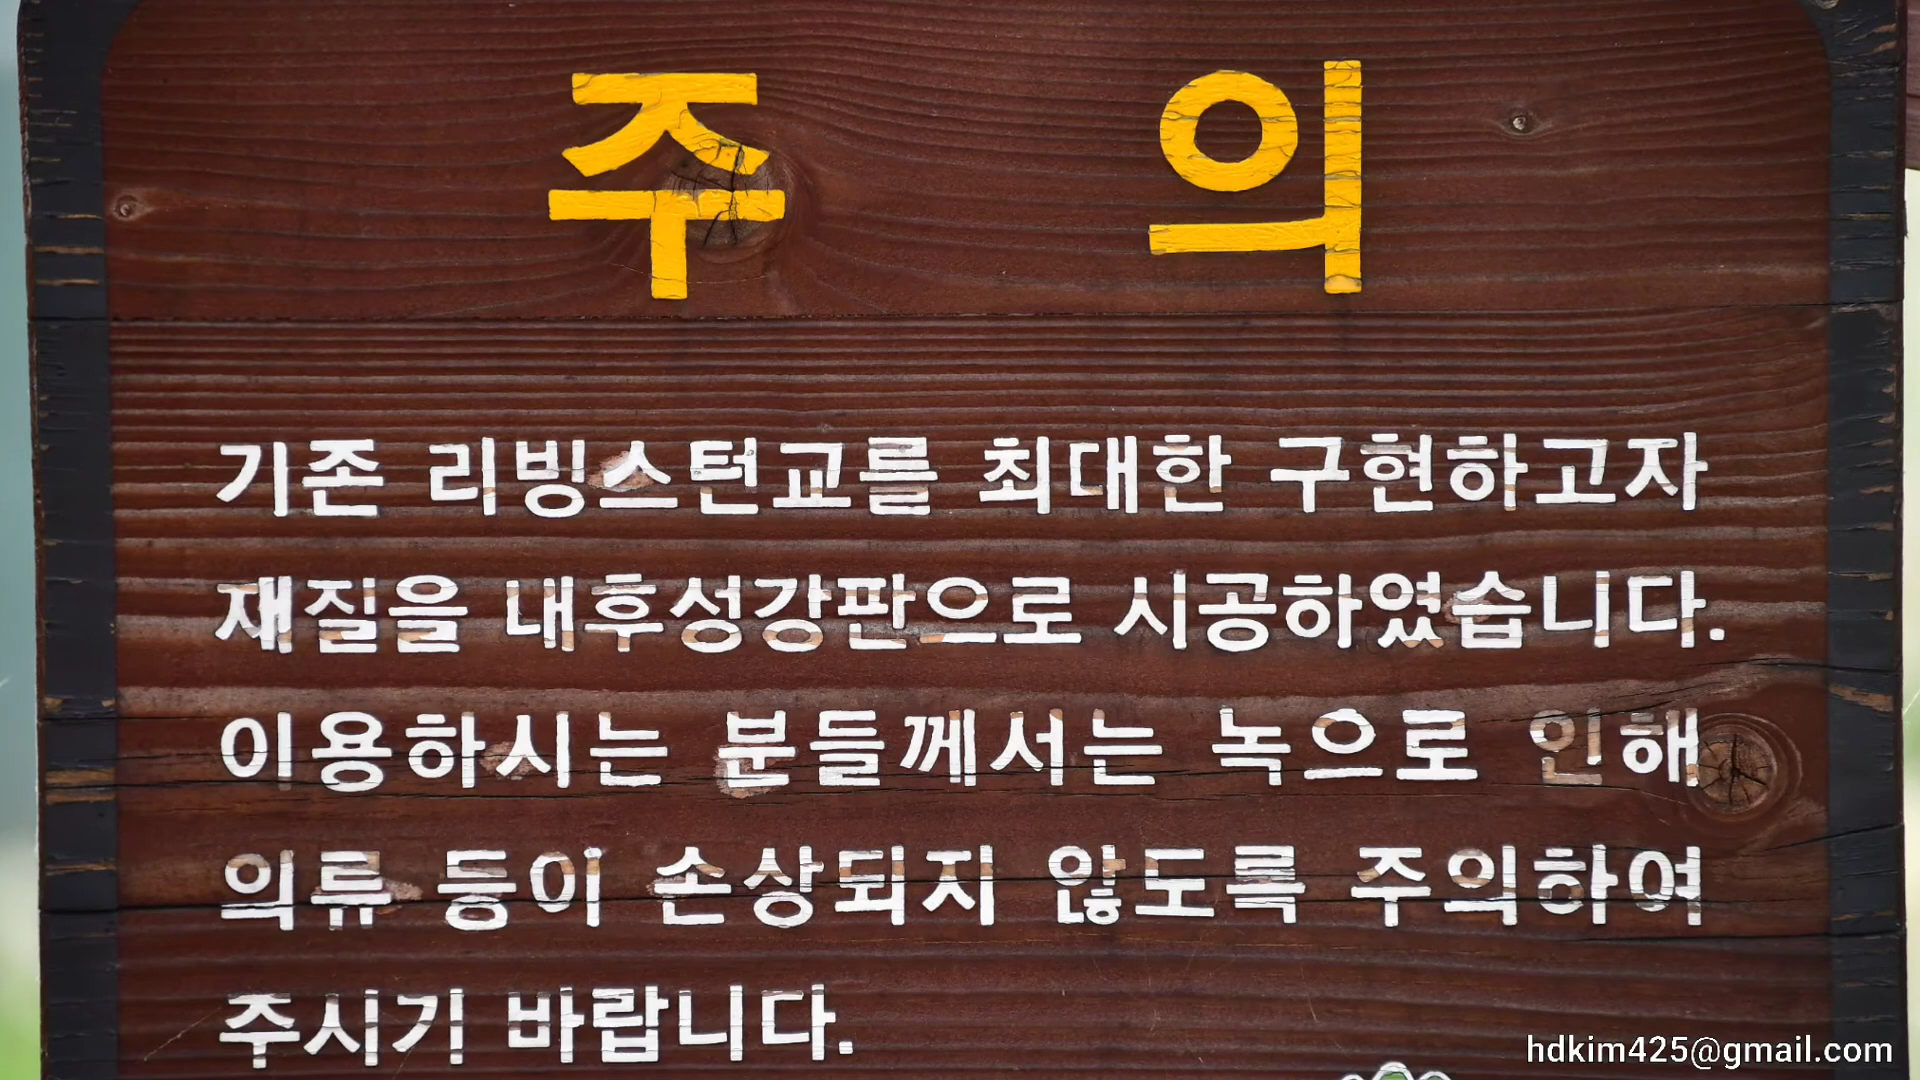 주 의
기존 리빙스턴교를 최대한 구현하고자
재질을 내후성강판으로 시공하였습니다.
이용하시는 분들께서는 녹으로 인해
의류 등이 손상되지 않도록 주의하여
주시기 바랍니다.
hdkim425@gmail.com